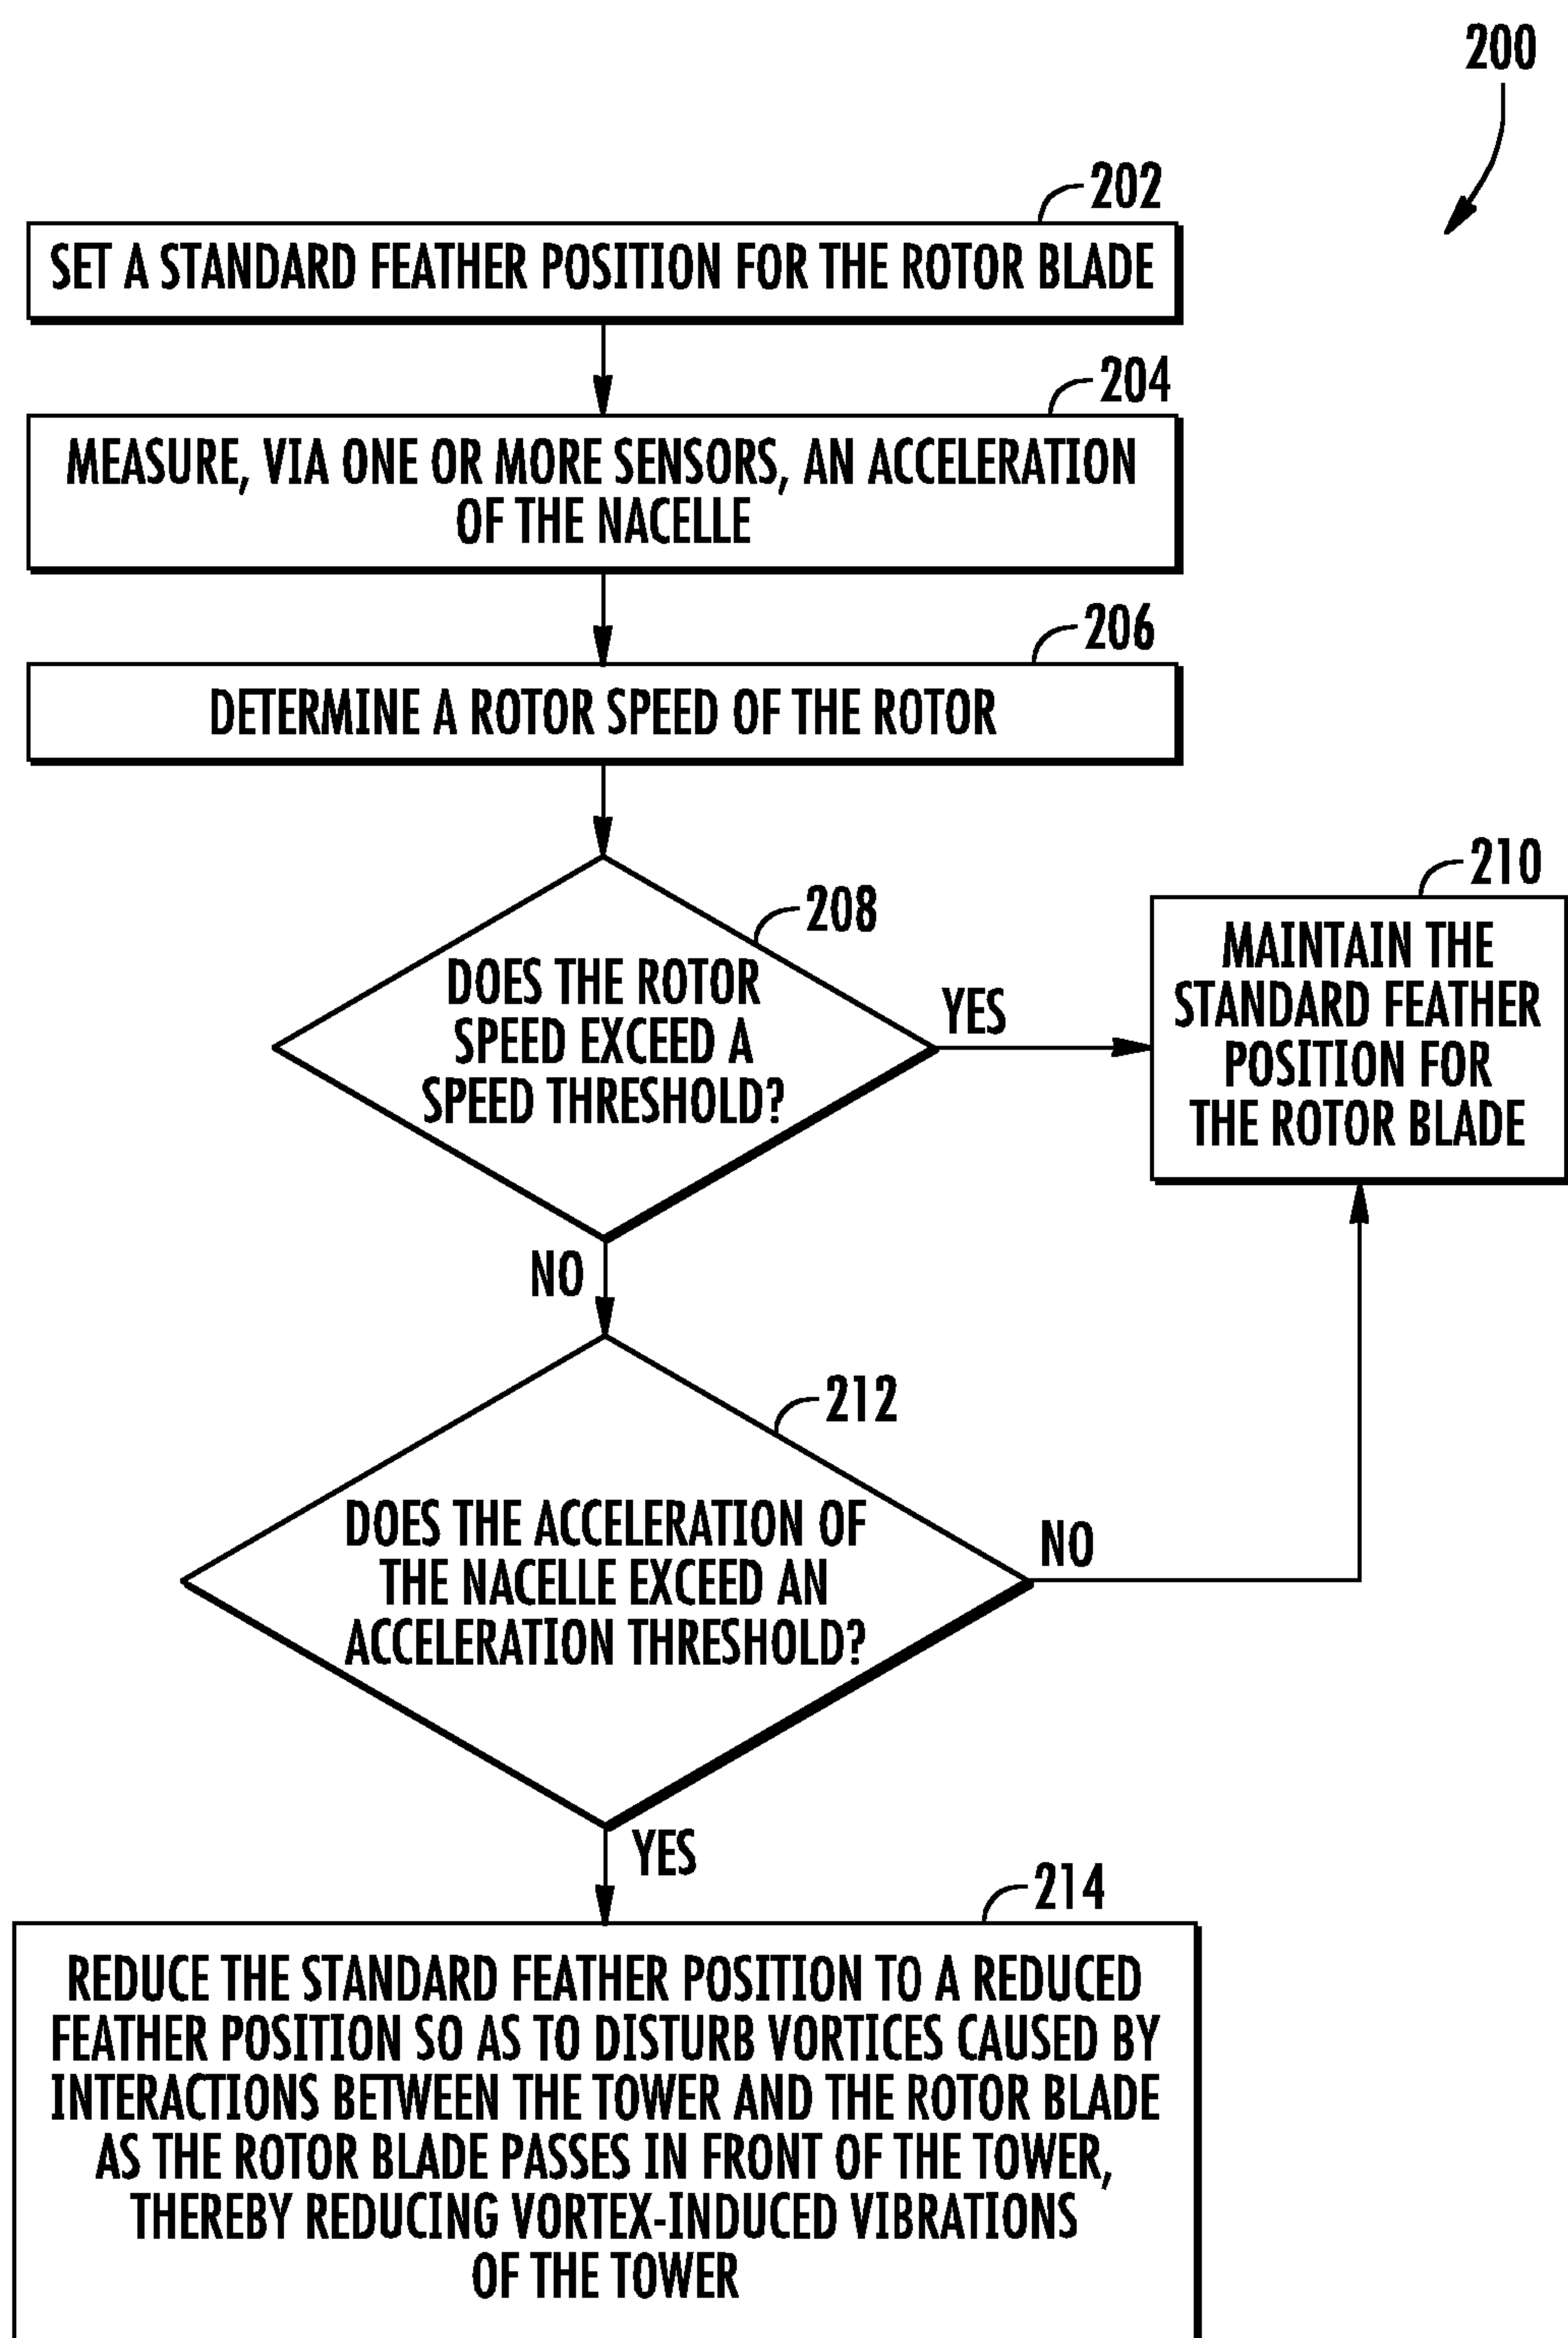 200
202
SET A STANDARD FEATHER POSITION FOR THE ROTOR BLADE
204
MEASURE, VIA ONE OR MORE SENSORS, AN ACCELERATION
OF THE NACELLE
206
DETERMINE A ROTOR SPEED OF THE ROTOR
208
DOES THE ROTOR
SPEED EXCEED A
SPEED THRESHOLD?
YES
210
MAINTAIN THE
STANDARD FEATHER
POSITION FOR
THE ROTOR BLADE
NO
212
DOES THE ACCELERATION OF
THE NACELLE EXCEED AN
ACCELERATION THRESHOLD?
NO
YES
214
REDUCE THE STANDARD FEATHER POSITION TO A REDUCED
FEATHER POSITION SO AS TO DISTURB VORTICES CAUSED BY
INTERACTIONS BETWEEN THE TOWER AND THE ROTOR BLADE
AS THE ROTOR BLADE PASSES IN FRONT OF THE TOWER,
THEREBY REDUCING VORTEX-INDUCED VIBRATIONS
OF THE TOWER